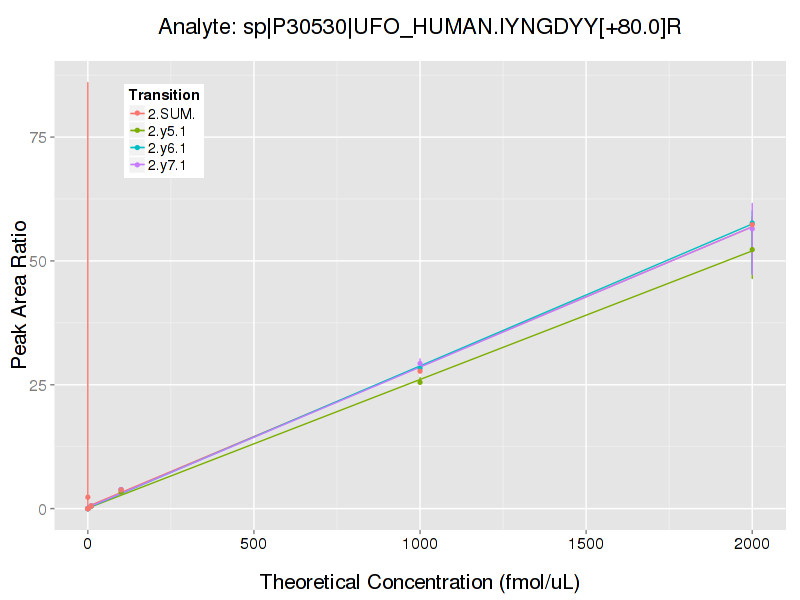 Analyte: sp|P30530|UFO_HUMAN.IYNGDYY[+80.0]R
Transition
2.SUM.
2.y5.1
2.y6.1
2.y7.1
Peak Area Ratio
75
50
25
0
0 500 1000 1500 2000
Theoretical Concentration (fmol/uL)